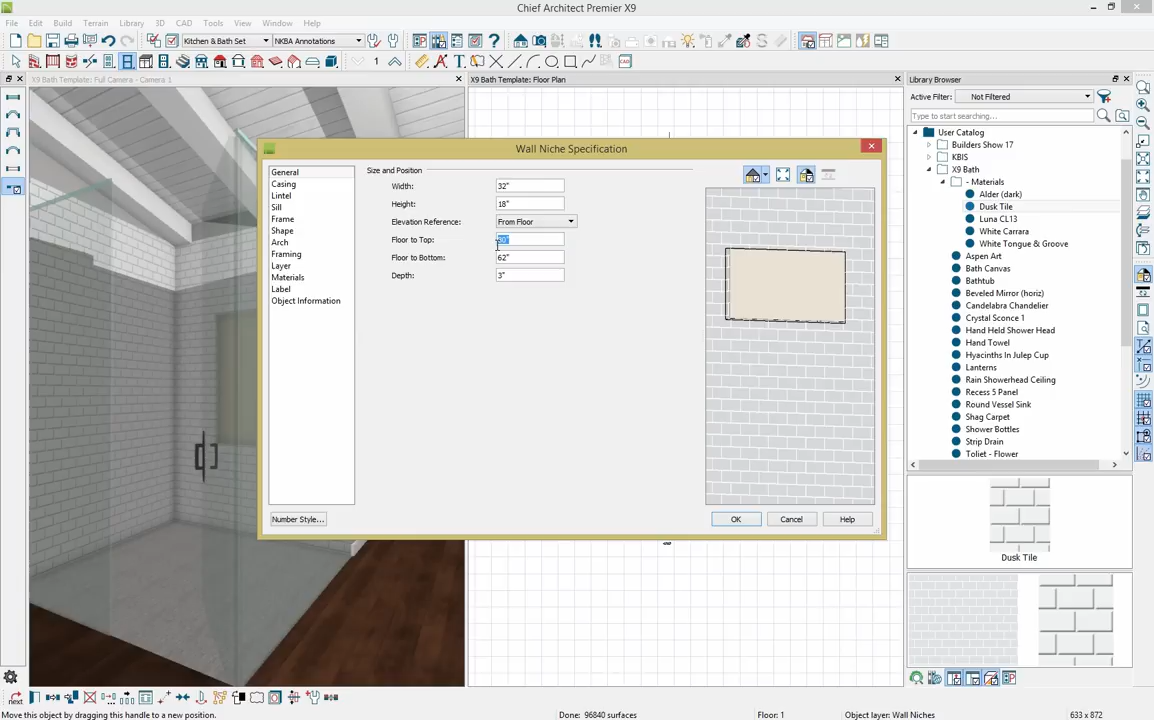 Chief Architect Premier X9
File Edit Build Terrain Library 3D CAD Tools View Window Help
Kitchen & Bath Set NKBA Annotations
1
X9 Bath Template: Full Camera - Camera 1
X9 Bath Template: Floor Plan
Library Browser
Active Filter: Not Filtered
Type to start searching...
User Catalog
Builders Show 17
KBIS
X9 Bath
- Materials
Alder (dark)
Dusk Tile
Luna CL13
White Carrara
White Tongue & Groove
Aspen Art
Bath Canvas
Bathtub
Beveled Mirror (horiz)
Candelabra Chandelier
Crystal Sconce 1
Hand Held Shower Head
Hand Towel
Hyacinths In Julep Cup
Lanterns
Rain Showerhead Ceiling
Recess 5 Panel
Round Vessel Sink
Shag Carpet
Shower Bottles
Strip Drain
Toliet - Flower
Dusk Tile
Wall Niche Specification
General
Casing
Lintel
Sill
Frame
Shape
Arch
Framing
Layer
Materials
Label
Object Information
Size and Position
Width: 32"
Height: 18"
Elevation Reference: From Floor
Floor to Top:
Floor to Bottom: 62"
Depth: 3"
Number Style...
OK Cancel Help
next
Move this object by dragging this handle to a new position.
Done: 96840 surfaces
Floor: 1
Object layer: Wall Niches
633 x 872